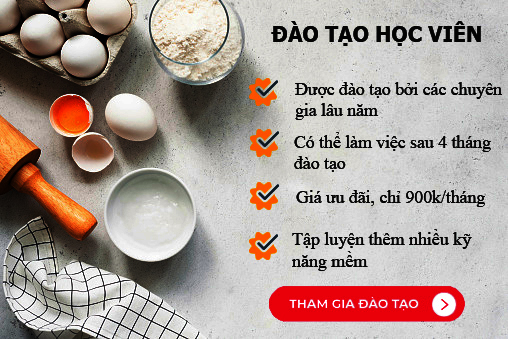 ĐÀO TẠO HỌC VIÊN
Được đào tạo bởi các chuyên
gia lâu năm
Có thể làm việc sau 4 tháng
đào tạo
Giá ưu đãi, chỉ 900k/tháng
Tập luyện thêm nhiều kỹ
năng mềm
THAM GIA ĐÀO TẠO